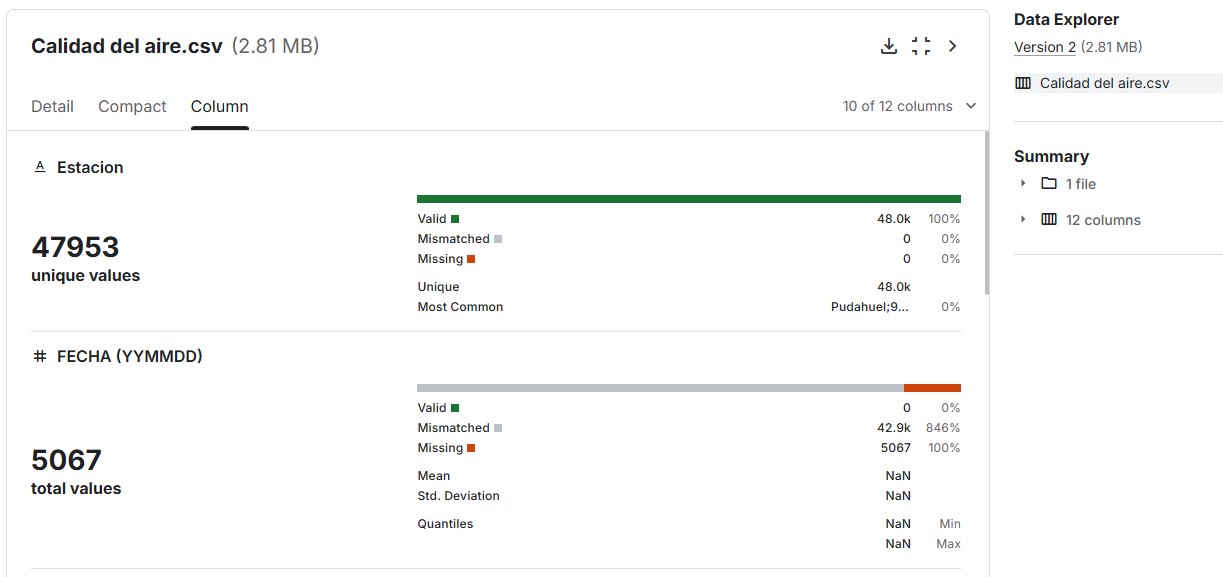 Calidad del aire.csv (2.81 MB)
Detail Compact Column
10 of 12 columns
Estacion
47953
unique values
Valid 48.0k 100%
Mismatched 0 0%
Missing 0 0%
Unique 48.0k
Most Common Pudahuel;9... 0%
FECHA (YYMMDD)
5067
total values
Valid 0 0%
Mismatched 42.9k 846%
Missing 5067 100%
Mean NaN
Std. Deviation NaN
Quantiles NaN Min
NaN Max
Data Explorer
Version 2 (2.81 MB)
Calidad del aire.csv
Summary
1 file
12 columns